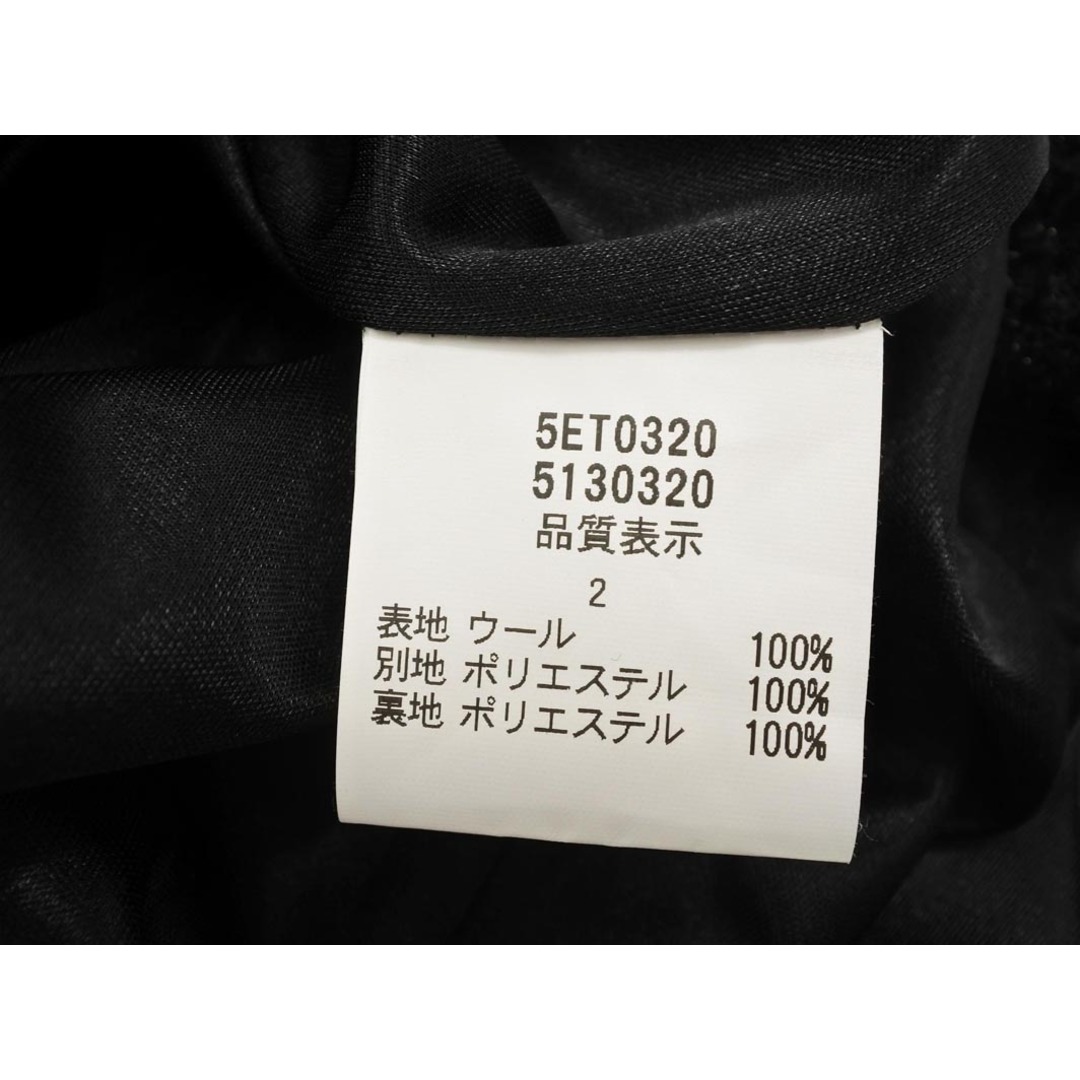 5ET0320
5130320
品質表示
2
表地 ウール 100%
別地 ポリエステル 100%
裏地 ポリエステル 100%